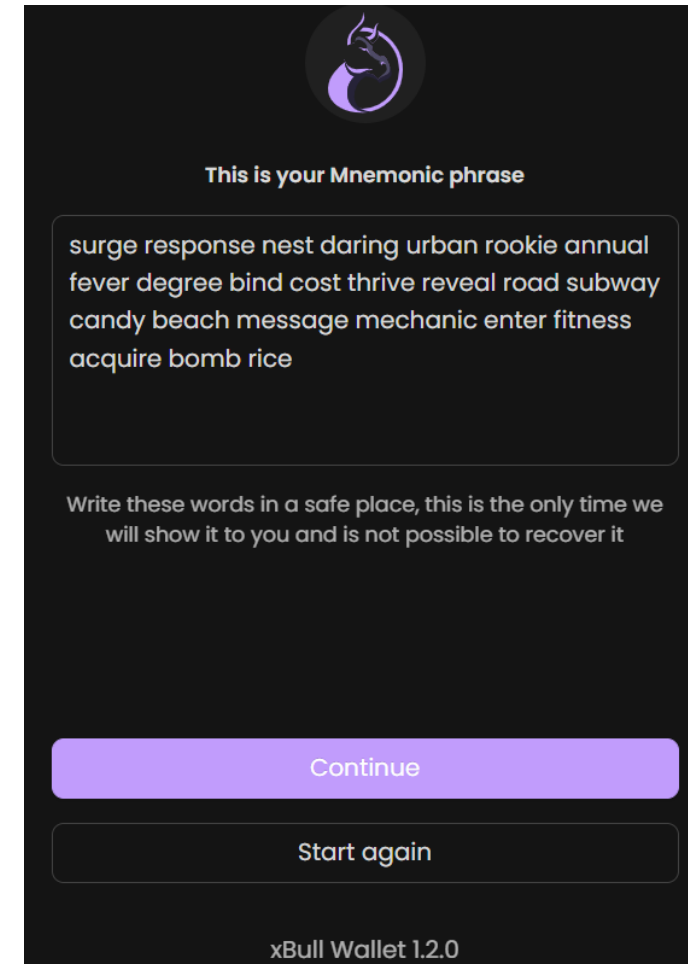 This is your Mnemonic phrase
surge response nest daring urban rookie annual
fever degree bind cost thrive reveal road subway
candy beach message mechanic enter fitness
acquire bomb rice
Write these words in a safe place, this is the only time we
will show it to you and is not possible to recover it
Continue
Start again
xBull Wallet 1.2.0